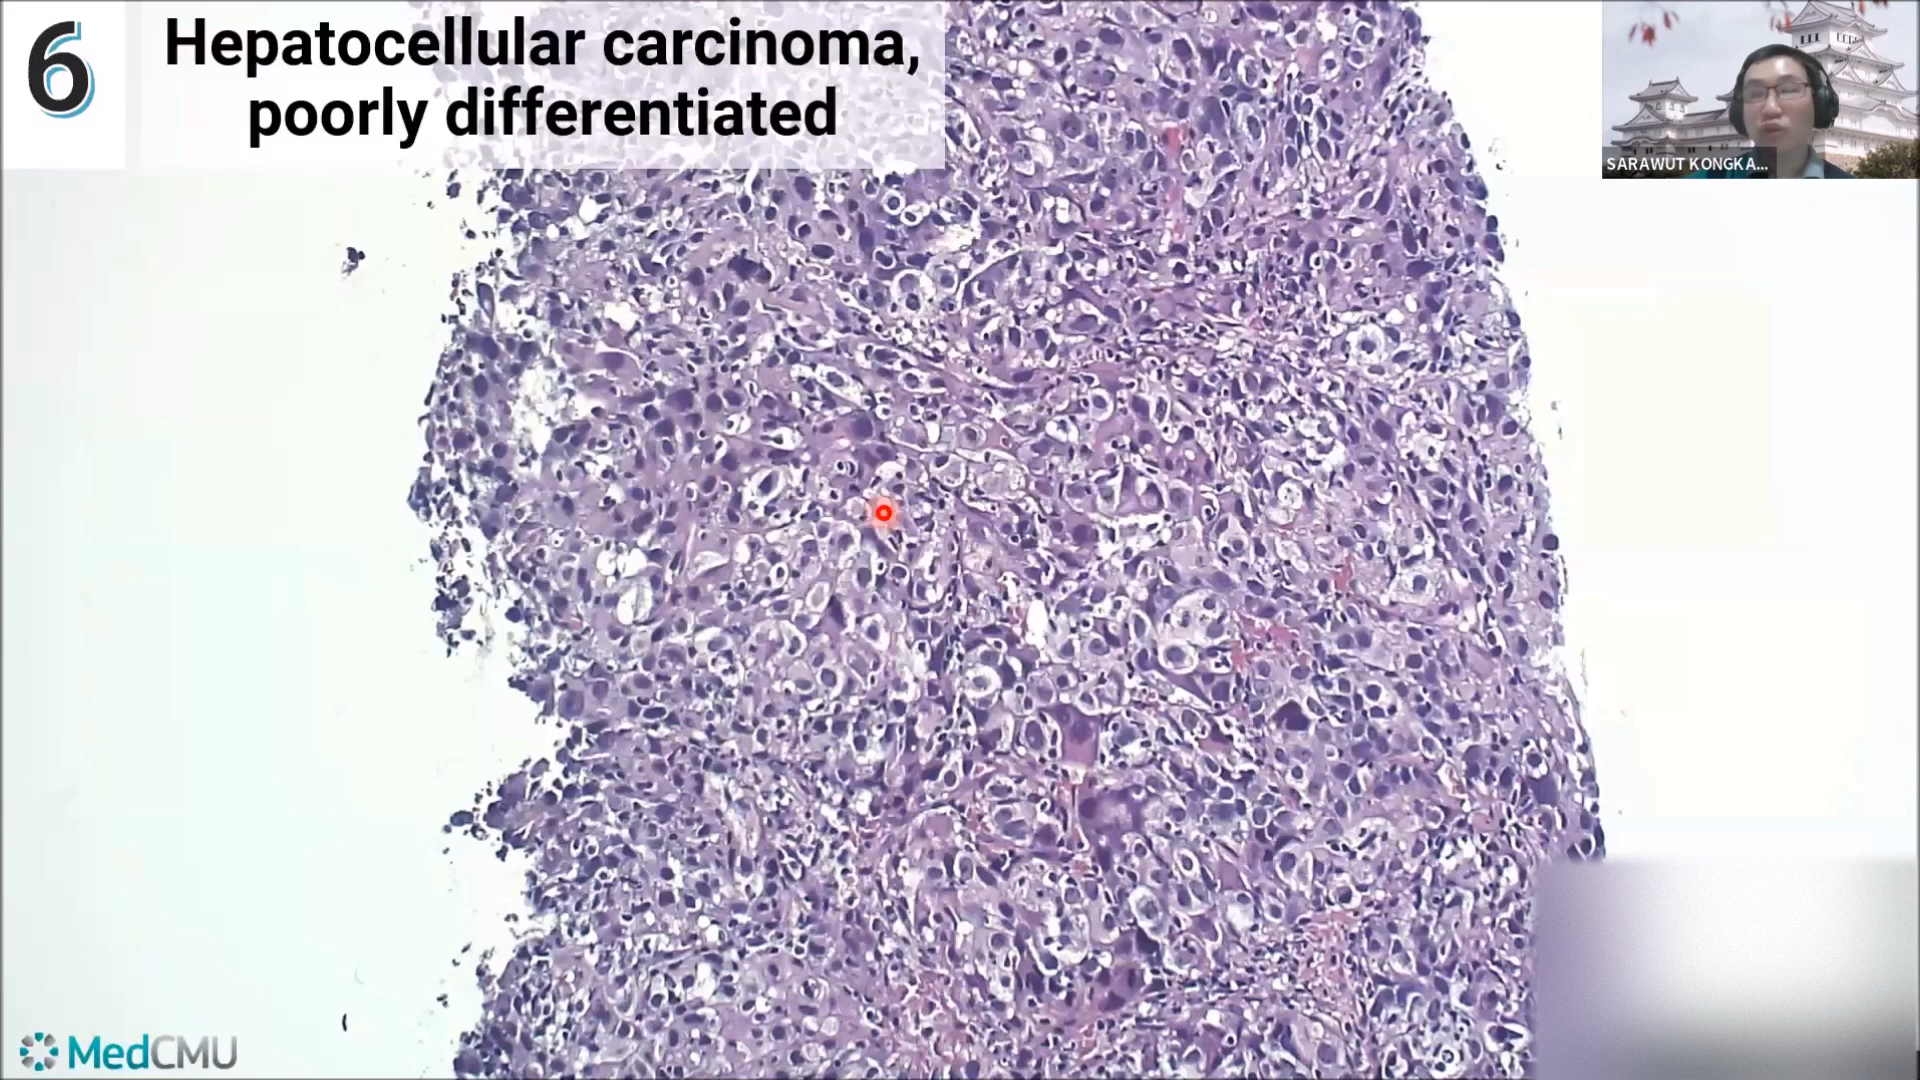 6
Hepatocellular carcinoma,
poorly differentiated
SARAWUT KONGKA...
MedCMU